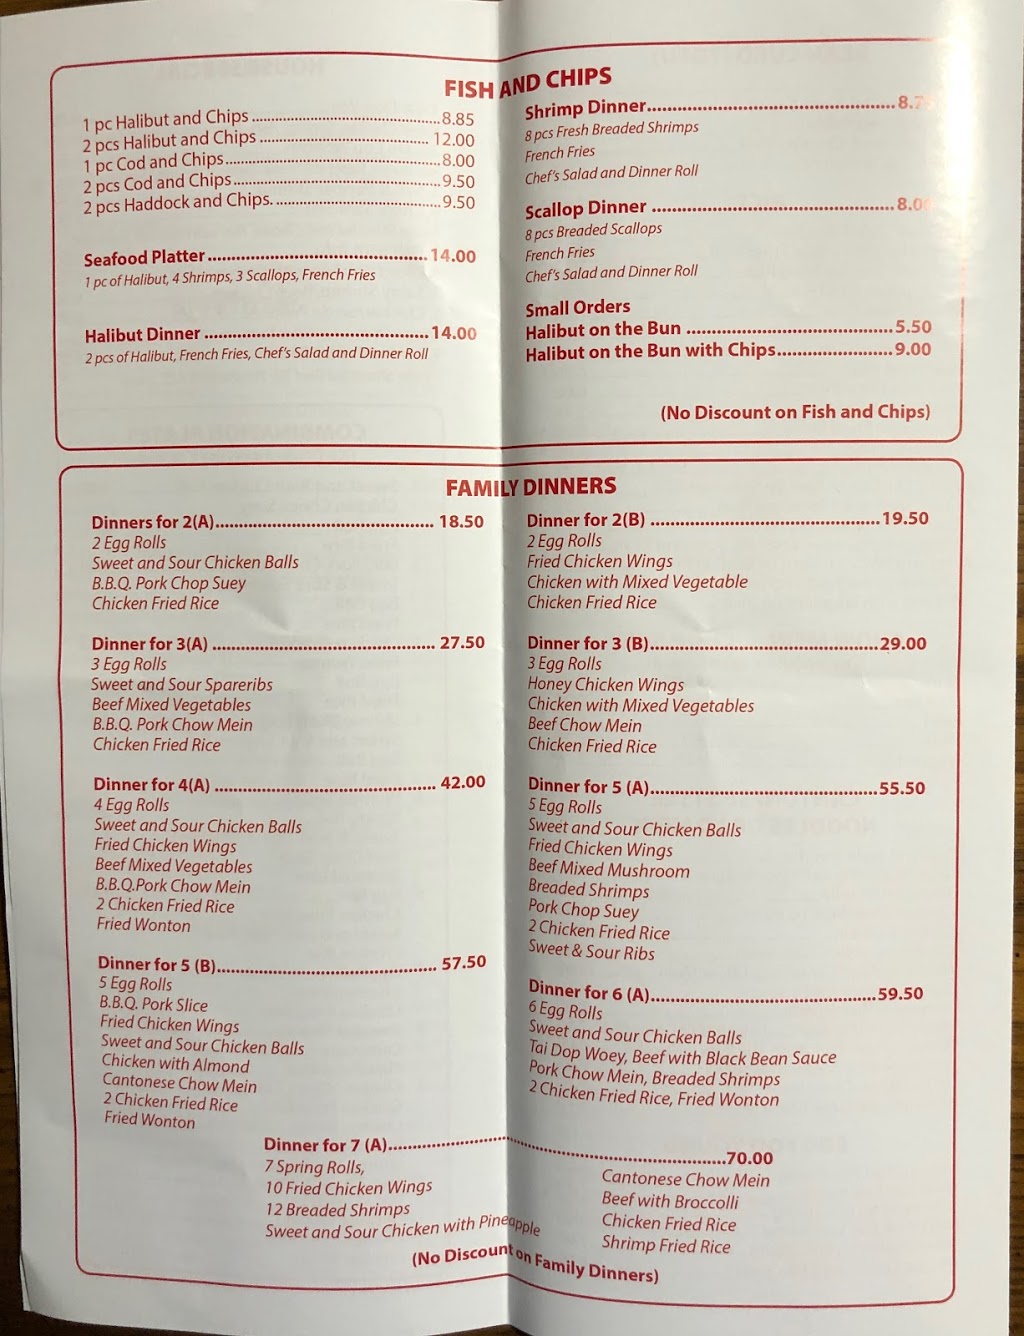 FISH AND CHIPS
1 pc Halibut and Chips ........ 8.85
2 pcs Halibut and Chips ........ 12.00
1 pc Cod and Chips ........ 8.00
2 pcs Cod and Chips ........ 9.50
2 pcs Haddock and Chips. ........ 9.50
Seafood Platter ........ 14.00
1 pc of Halibut, 4 Shrimps, 3 Scallops, French Fries
Halibut Dinner ........ 14.00
2 pcs of Halibut, French Fries, Chef's Salad and Dinner Roll
Shrimp Dinner ........ 8.75
8 pcs Fresh Breaded Shrimps
French Fries
Chef's Salad and Dinner Roll
Scallop Dinner ........ 8.00
8 pcs Breaded Scallops
French Fries
Chef's Salad and Dinner Roll
Small Orders
Halibut on the Bun ........ 5.50
Halibut on the Bun with Chips ........ 9.00
(No Discount on Fish and Chips)
FAMILY DINNERS
Dinners for 2(A) ........ 18.50
2 Egg Rolls
Sweet and Sour Chicken Balls
B.B.Q. Pork Chop Suey
Chicken Fried Rice
Dinner for 3(A) ........ 27.50
3 Egg Rolls
Sweet and Sour Spareribs
Beef Mixed Vegetables
B.B.Q. Pork Chow Mein
Chicken Fried Rice
Dinner for 4(A) ........ 42.00
4 Egg Rolls
Sweet and Sour Chicken Balls
Fried Chicken Wings
Beef Mixed Vegetables
B.B.Q.Pork Chow Mein
2 Chicken Fried Rice
Fried Wonton
Dinner for 5 (B) ........ 57.50
5 Egg Rolls
B.B.Q. Pork Slice
Fried Chicken Wings
Sweet and Sour Chicken Balls
Chicken with Almond
Cantonese Chow Mein
2 Chicken Fried Rice
Fried Wonton
Dinner for 2(B) ........ 19.50
2 Egg Rolls
Fried Chicken Wings
Chicken with Mixed Vegetable
Chicken Fried Rice
Dinner for 3 (B) ........ 29.00
3 Egg Rolls
Honey Chicken Wings
Chicken with Mixed Vegetables
Beef Chow Mein
Chicken Fried Rice
Dinner for 5 (A) ........ 55.50
5 Egg Rolls
Sweet and Sour Chicken Balls
Fried Chicken Wings
Beef Mixed Mushroom
Breaded Shrimps
Pork Chop Suey
2 Chicken Fried Rice
Sweet & Sour Ribs
Dinner for 6 (A) ........ 59.50
6 Egg Rolls
Sweet and Sour Chicken Balls
Tai Dop Woey, Beef with Black Bean Sauce
Pork Chow Mein, Breaded Shrimps
2 Chicken Fried Rice, Fried Wonton
Dinner for 7 (A) ........ 70.00
7 Spring Rolls,
10 Fried Chicken Wings
12 Breaded Shrimps
Sweet and Sour Chicken with Pineapple
Cantonese Chow Mein
Beef with Broccolli
Chicken Fried Rice
Shrimp Fried Rice
(No Discount on Family Dinners)